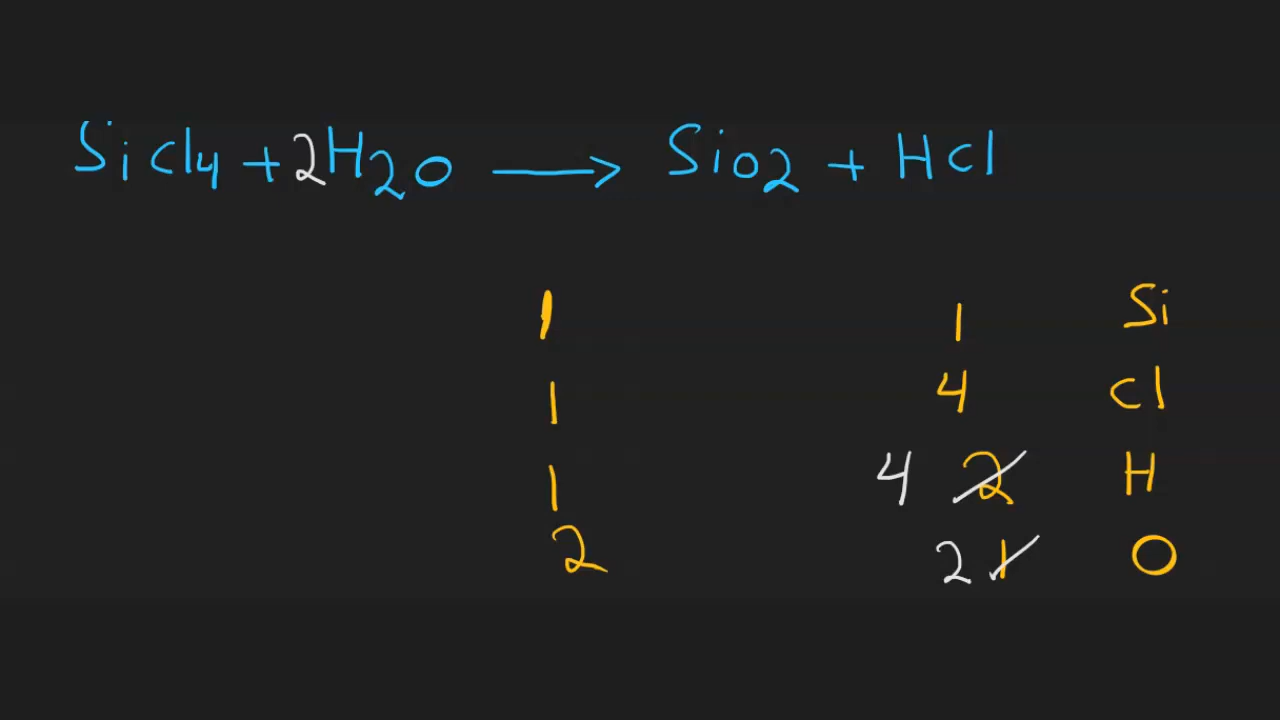 SiCl4 + 2H2O → SiO2 + HCl
1 1 Si
1 4 Cl
1 4 2 H
2 2 1 O